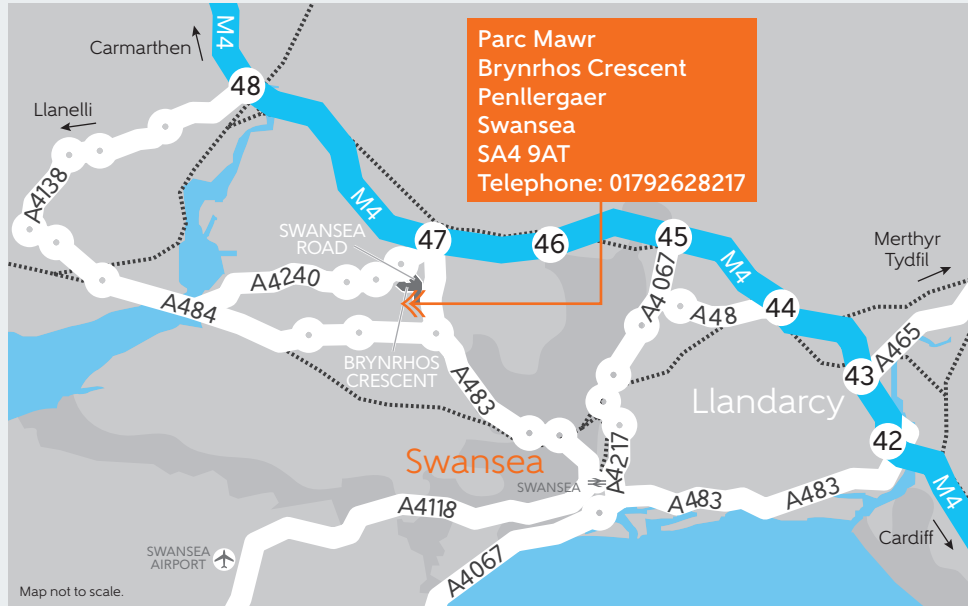 M4
Carmarthen
Llanelli
48
Parc Mawr
Brynrhos Crescent
Penllergaer
Swansea
SA4 9AT
Telephone: 01792628217
A4138
M4
SWANSEA
ROAD
47
46
45
Merthyr
Tydfil
A4240
A4067
M4
A484
A48
44
A465
BRYNRHOS
CRESCENT
A483
43
Llandarcy
42
Swansea
SWANSEA
A4217
M4
A483
A483
A4118
Cardiff
SWANSEA
AIRPORT
A4067
Map not to scale.